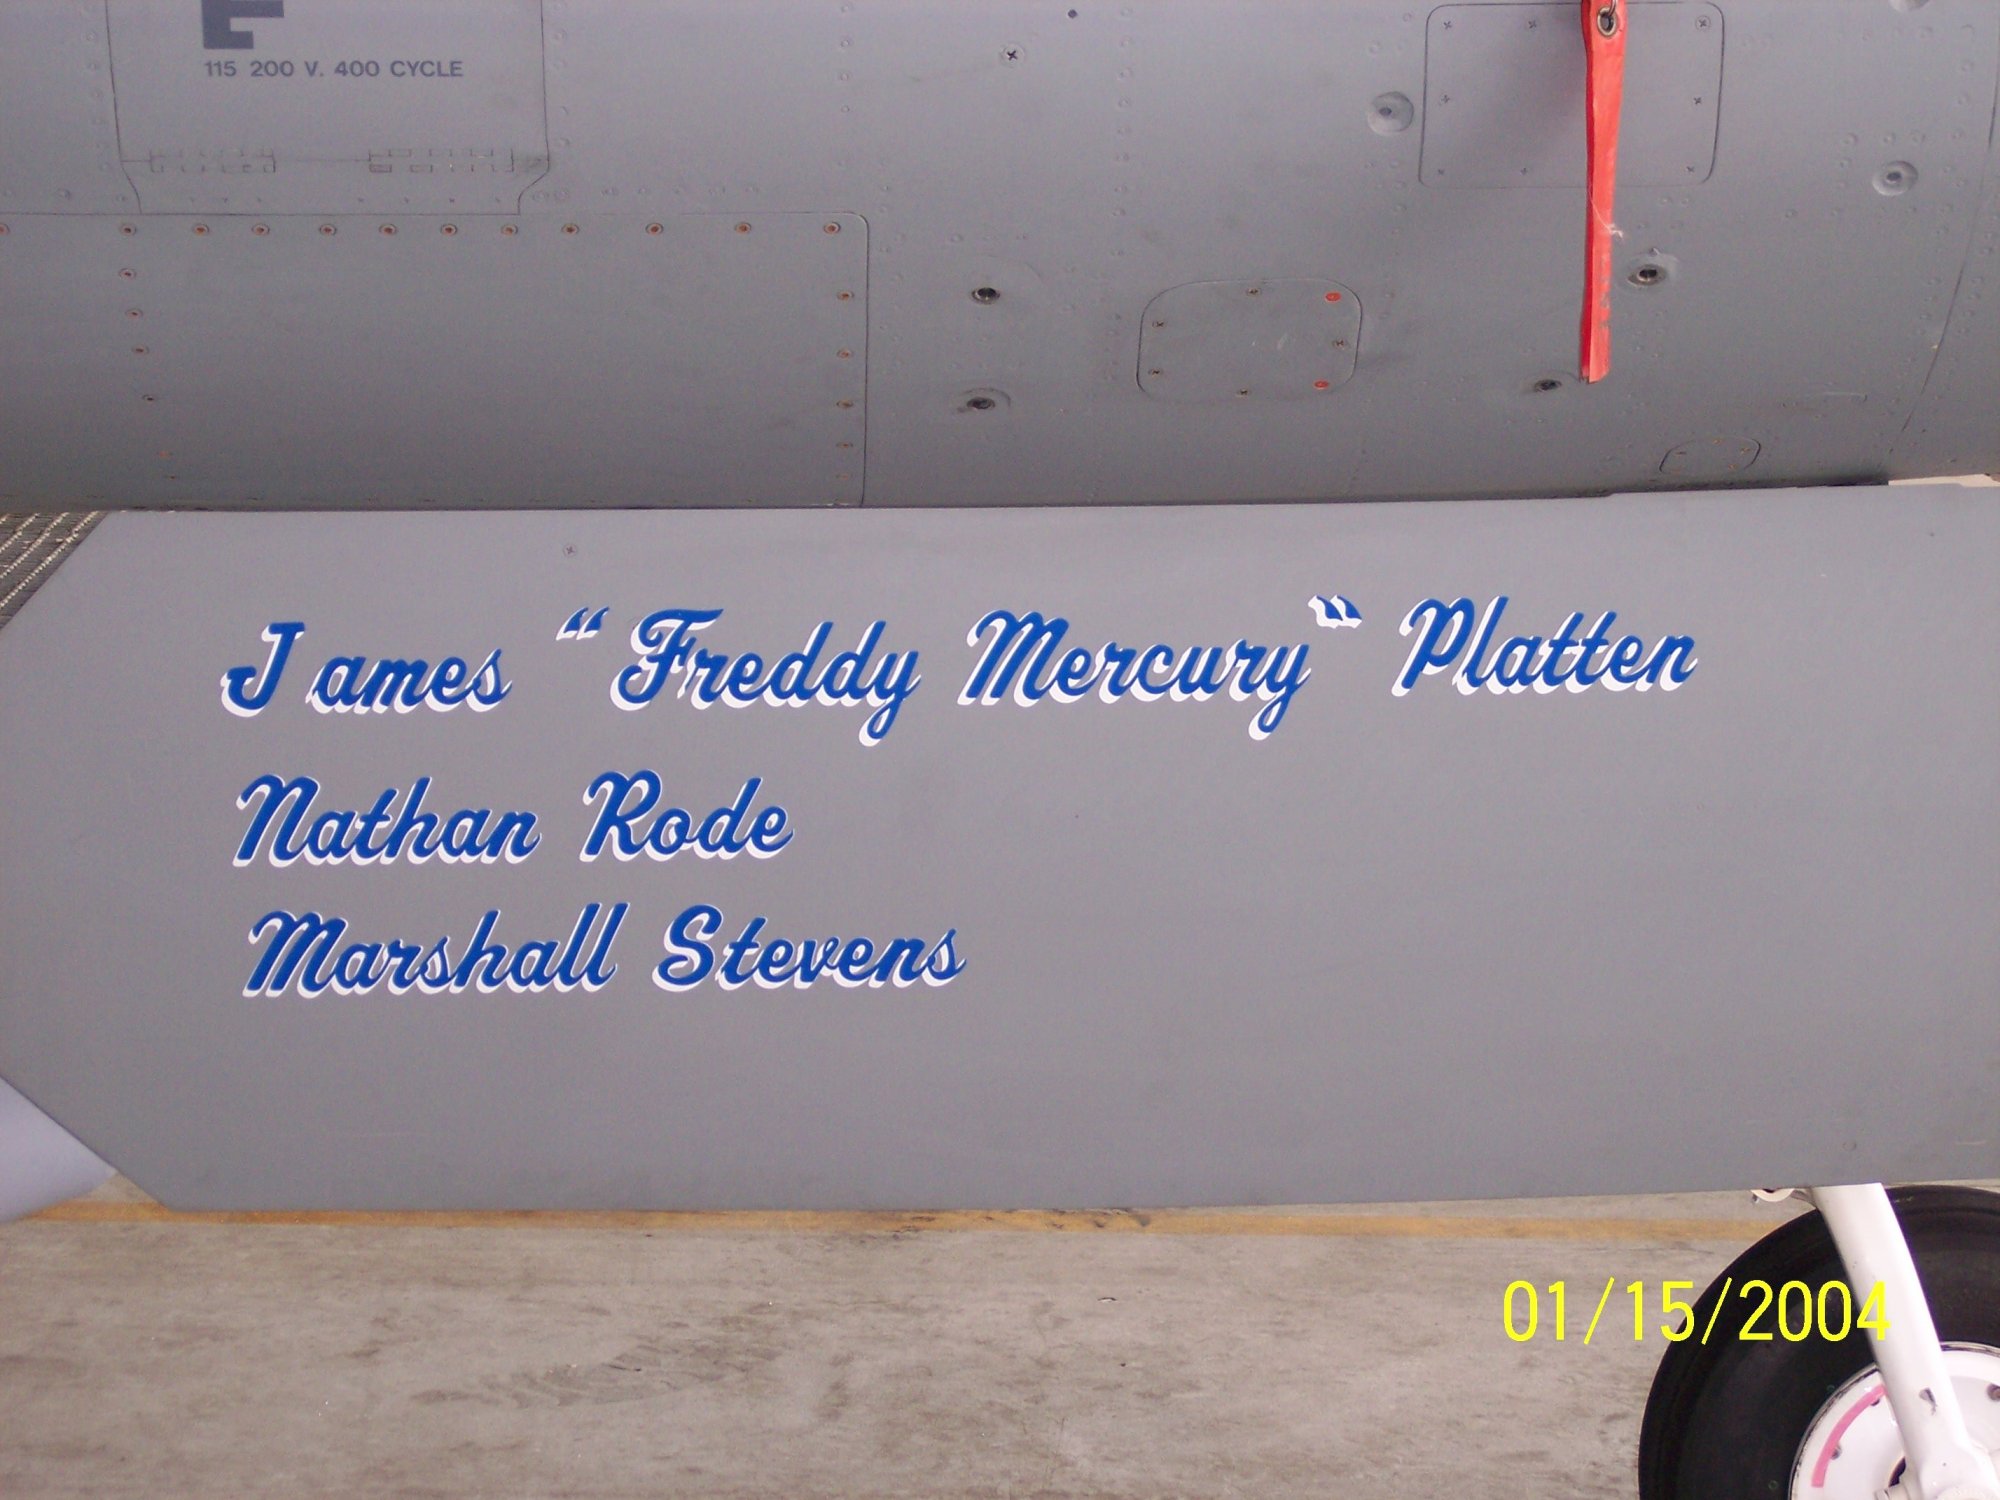 115 200 V. 400 CYCLE
James “Freddy Mercury” Platten
Nathan Rode
Marshall Stevens
01/15/2004